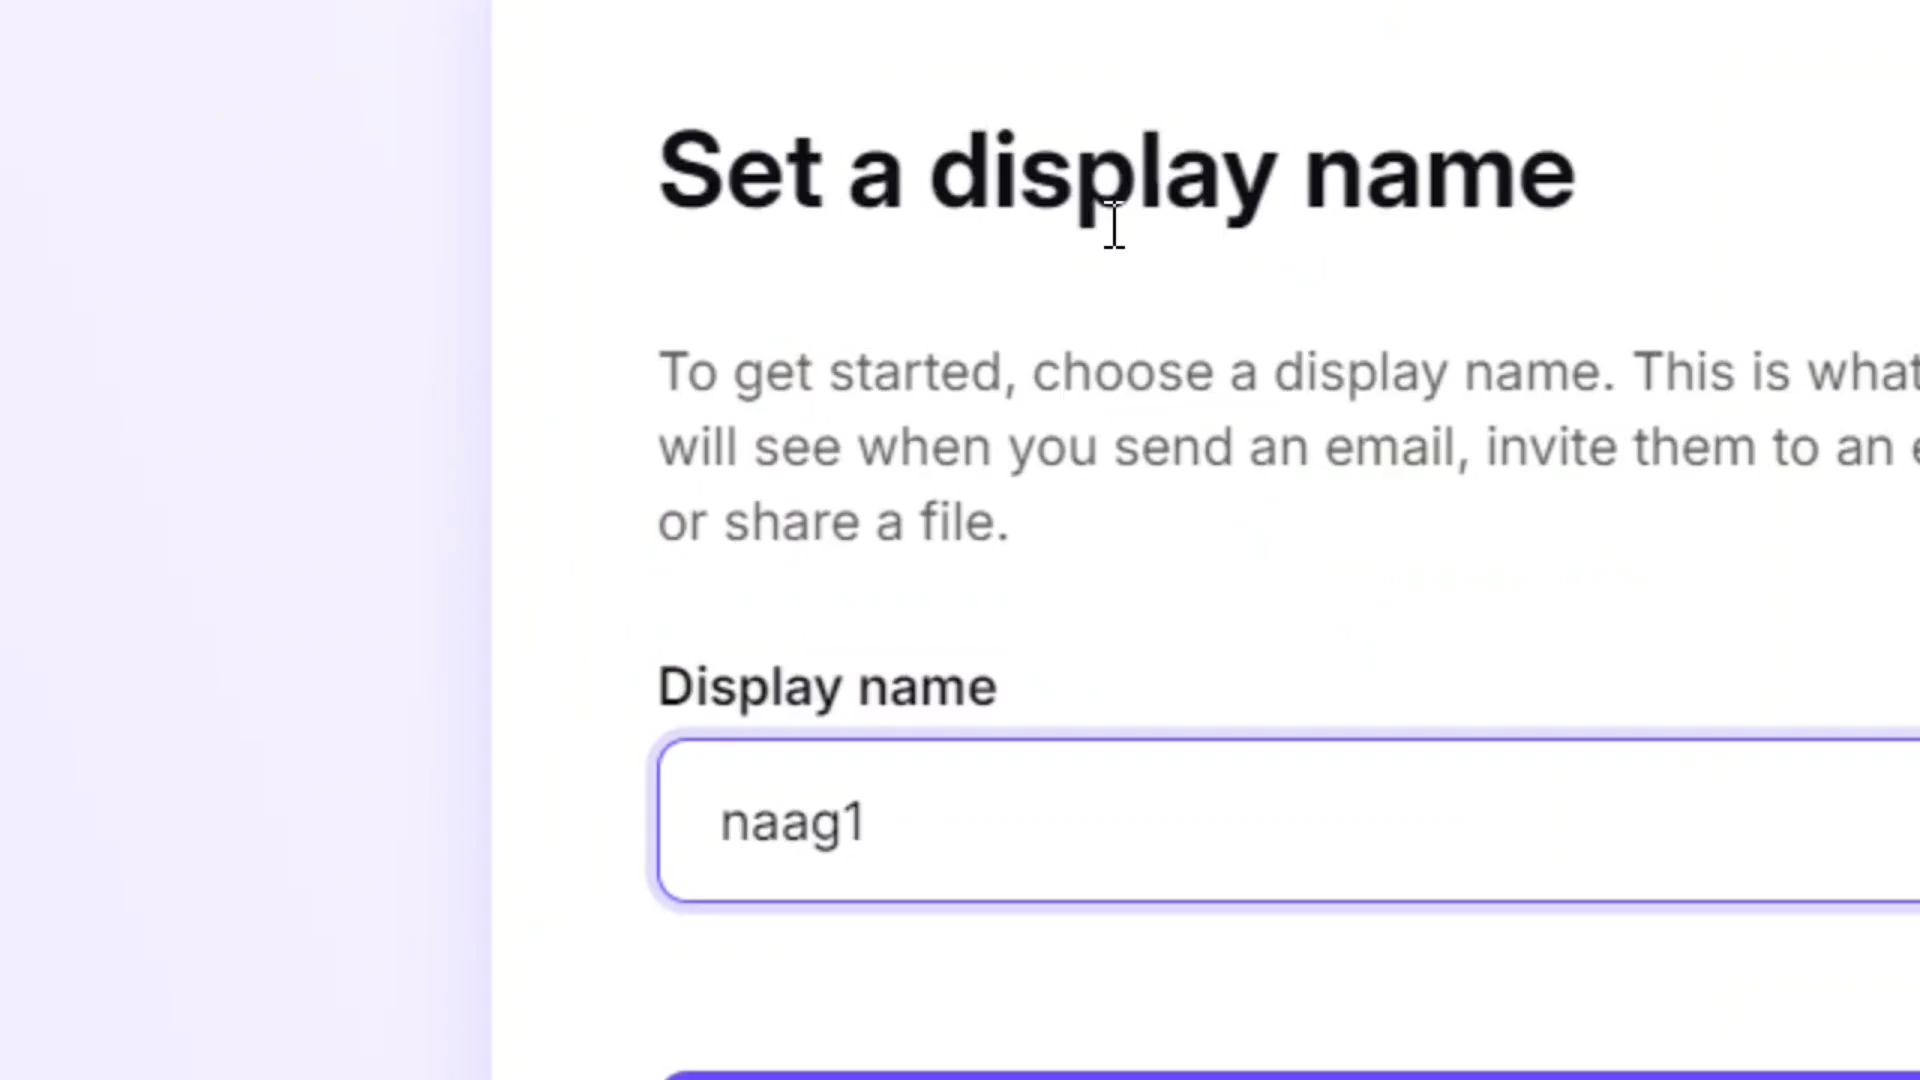 Set a display name
To get started, choose a display name. This is what
will see when you send an email, invite them to an
or share a file.
Display name
naag1